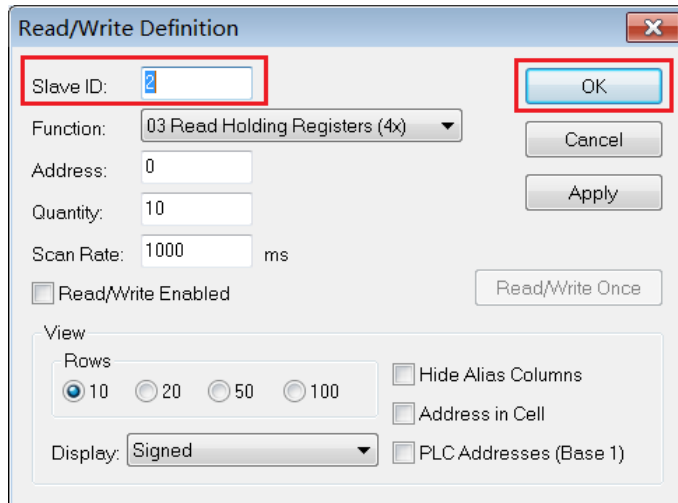 Read/Write Definition
Slave ID: 2
OK
Function: 03 Read Holding Registers (4x)
Cancel
Address: 0
Apply
Quantity: 10
Scan Rate: 1000 ms
Read/Write Enabled
Read/Write Once
View
Rows
10 20 50 100
Hide Alias Columns
Address in Cell
Display: Signed
PLC Addresses (Base 1)